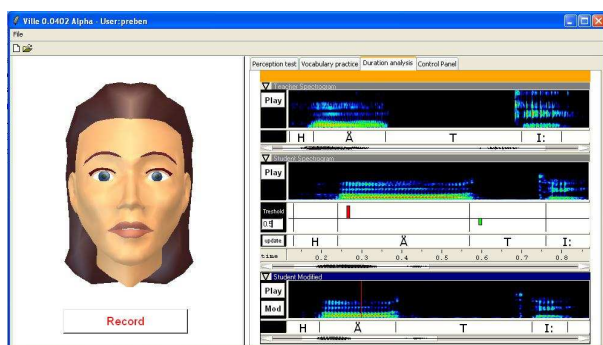 Ville 0.0402 Alpha - User:preben
File
Perception test Vocabulary practice Duration analysis Control Panel
Teacher Spectrogram
Play
H Å T I:
Student Spectrogram
Play
Treshold
0.5
update H Å T I:
time 0.2 0.3 0.4 0.5 0.6 0.7 0.8
Student Modified
Play
Mod
H Å T I:
Record